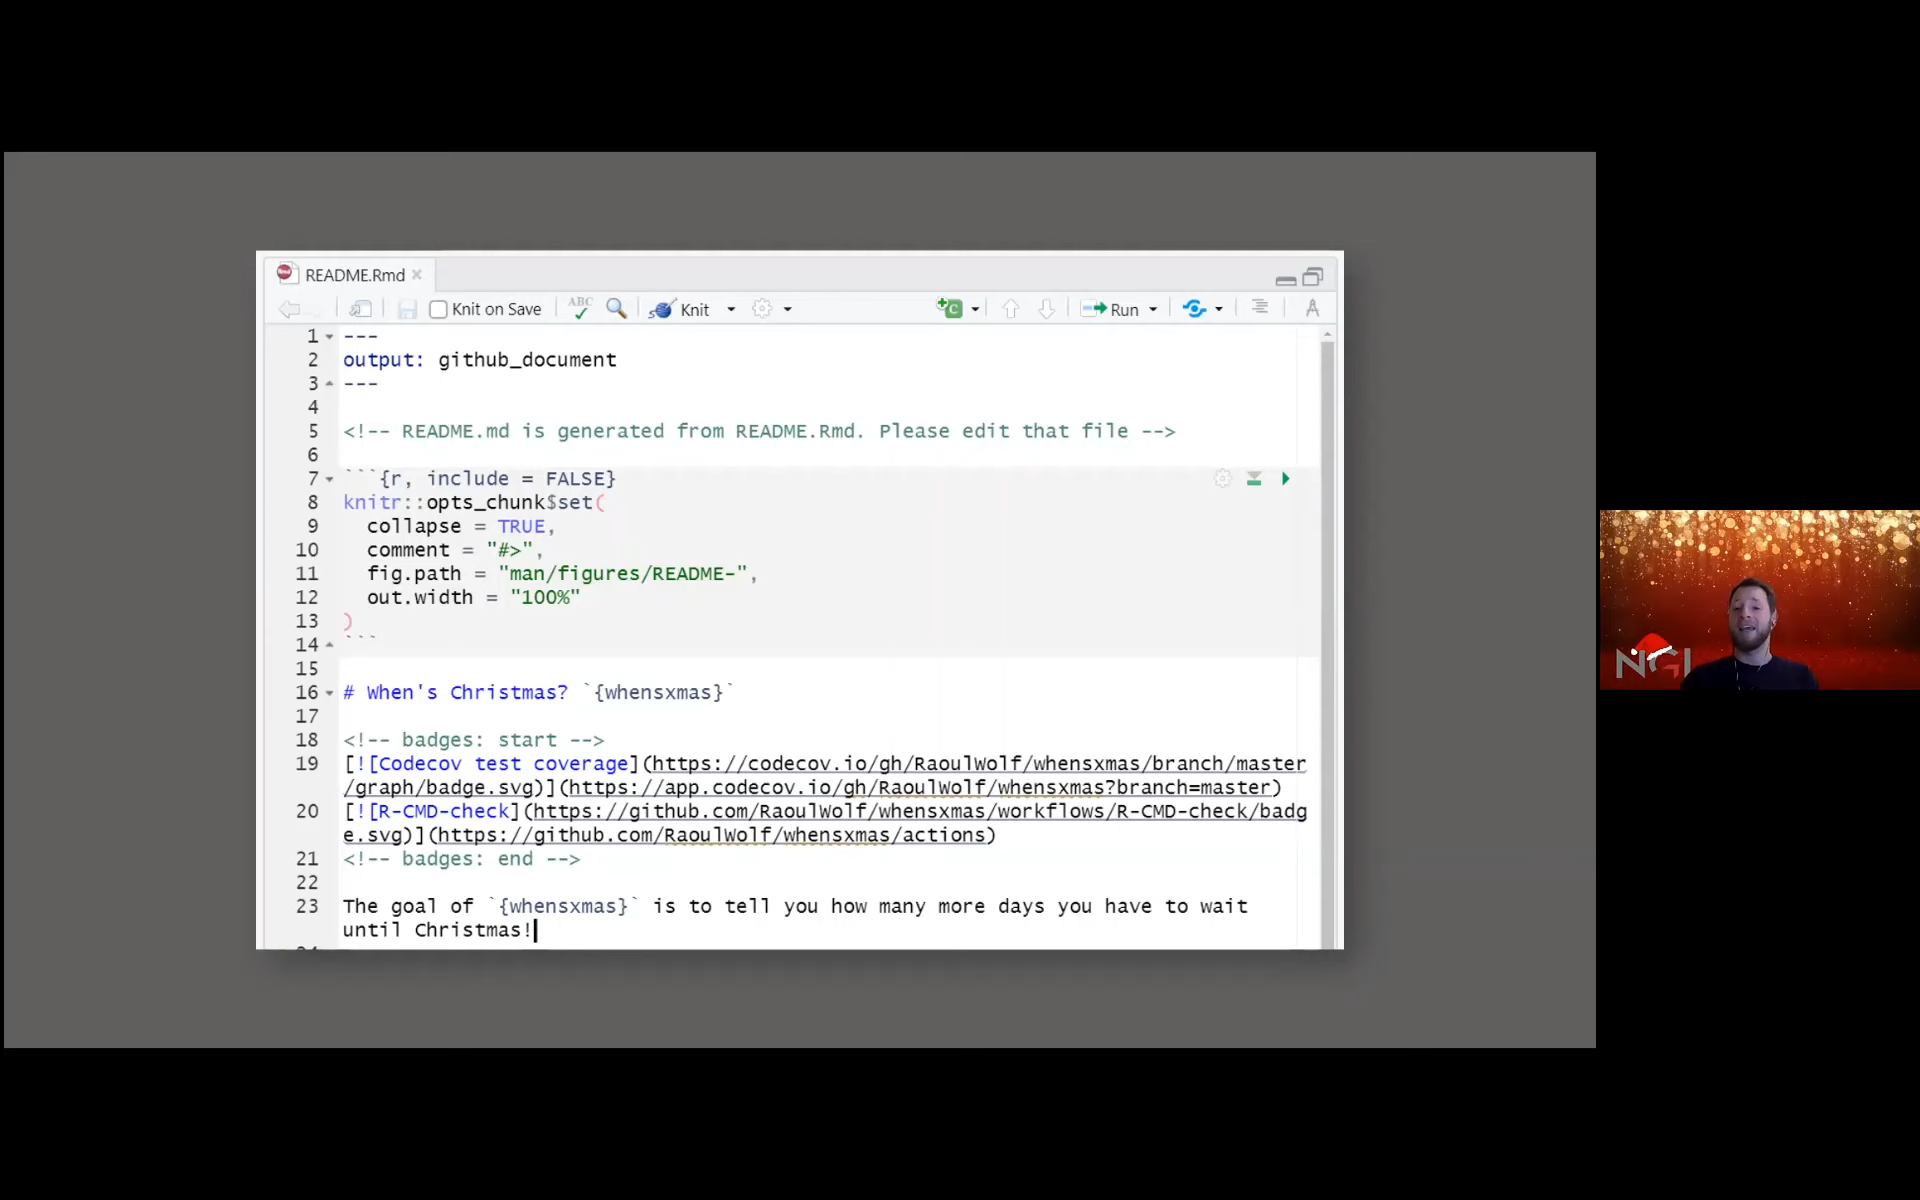 README.Rmd
Knit on Save
ABC
Knit
Run
1 ---
2 output: github_document
3 ---
4
5 <!-- README.md is generated from README.Rmd. Please edit that file -->
6
7 ```{r, include = FALSE}
8 knitr::opts_chunk$set(
9 collapse = TRUE,
10 comment = "#>",
11 fig.path = "man/figures/README-",
12 out.width = "100%"
13 )
14 ```
15
16 # When's Christmas? `{whensxmas}`
17
18 <!-- badges: start -->
19 [![Codecov test coverage](https://codecov.io/gh/RaoulWolf/whensxmas/branch/master
/graph/badge.svg)](https://app.codecov.io/gh/RaoulWolf/whensxmas?branch=master)
20 [![R-CMD-check](https://github.com/RaoulWolf/whensxmas/workflows/R-CMD-check/badg
e.svg)](https://github.com/RaoulWolf/whensxmas/actions)
21 <!-- badges: end -->
22
23 The goal of `{whensxmas}` is to tell you how many more days you have to wait
until Christmas!
NGI